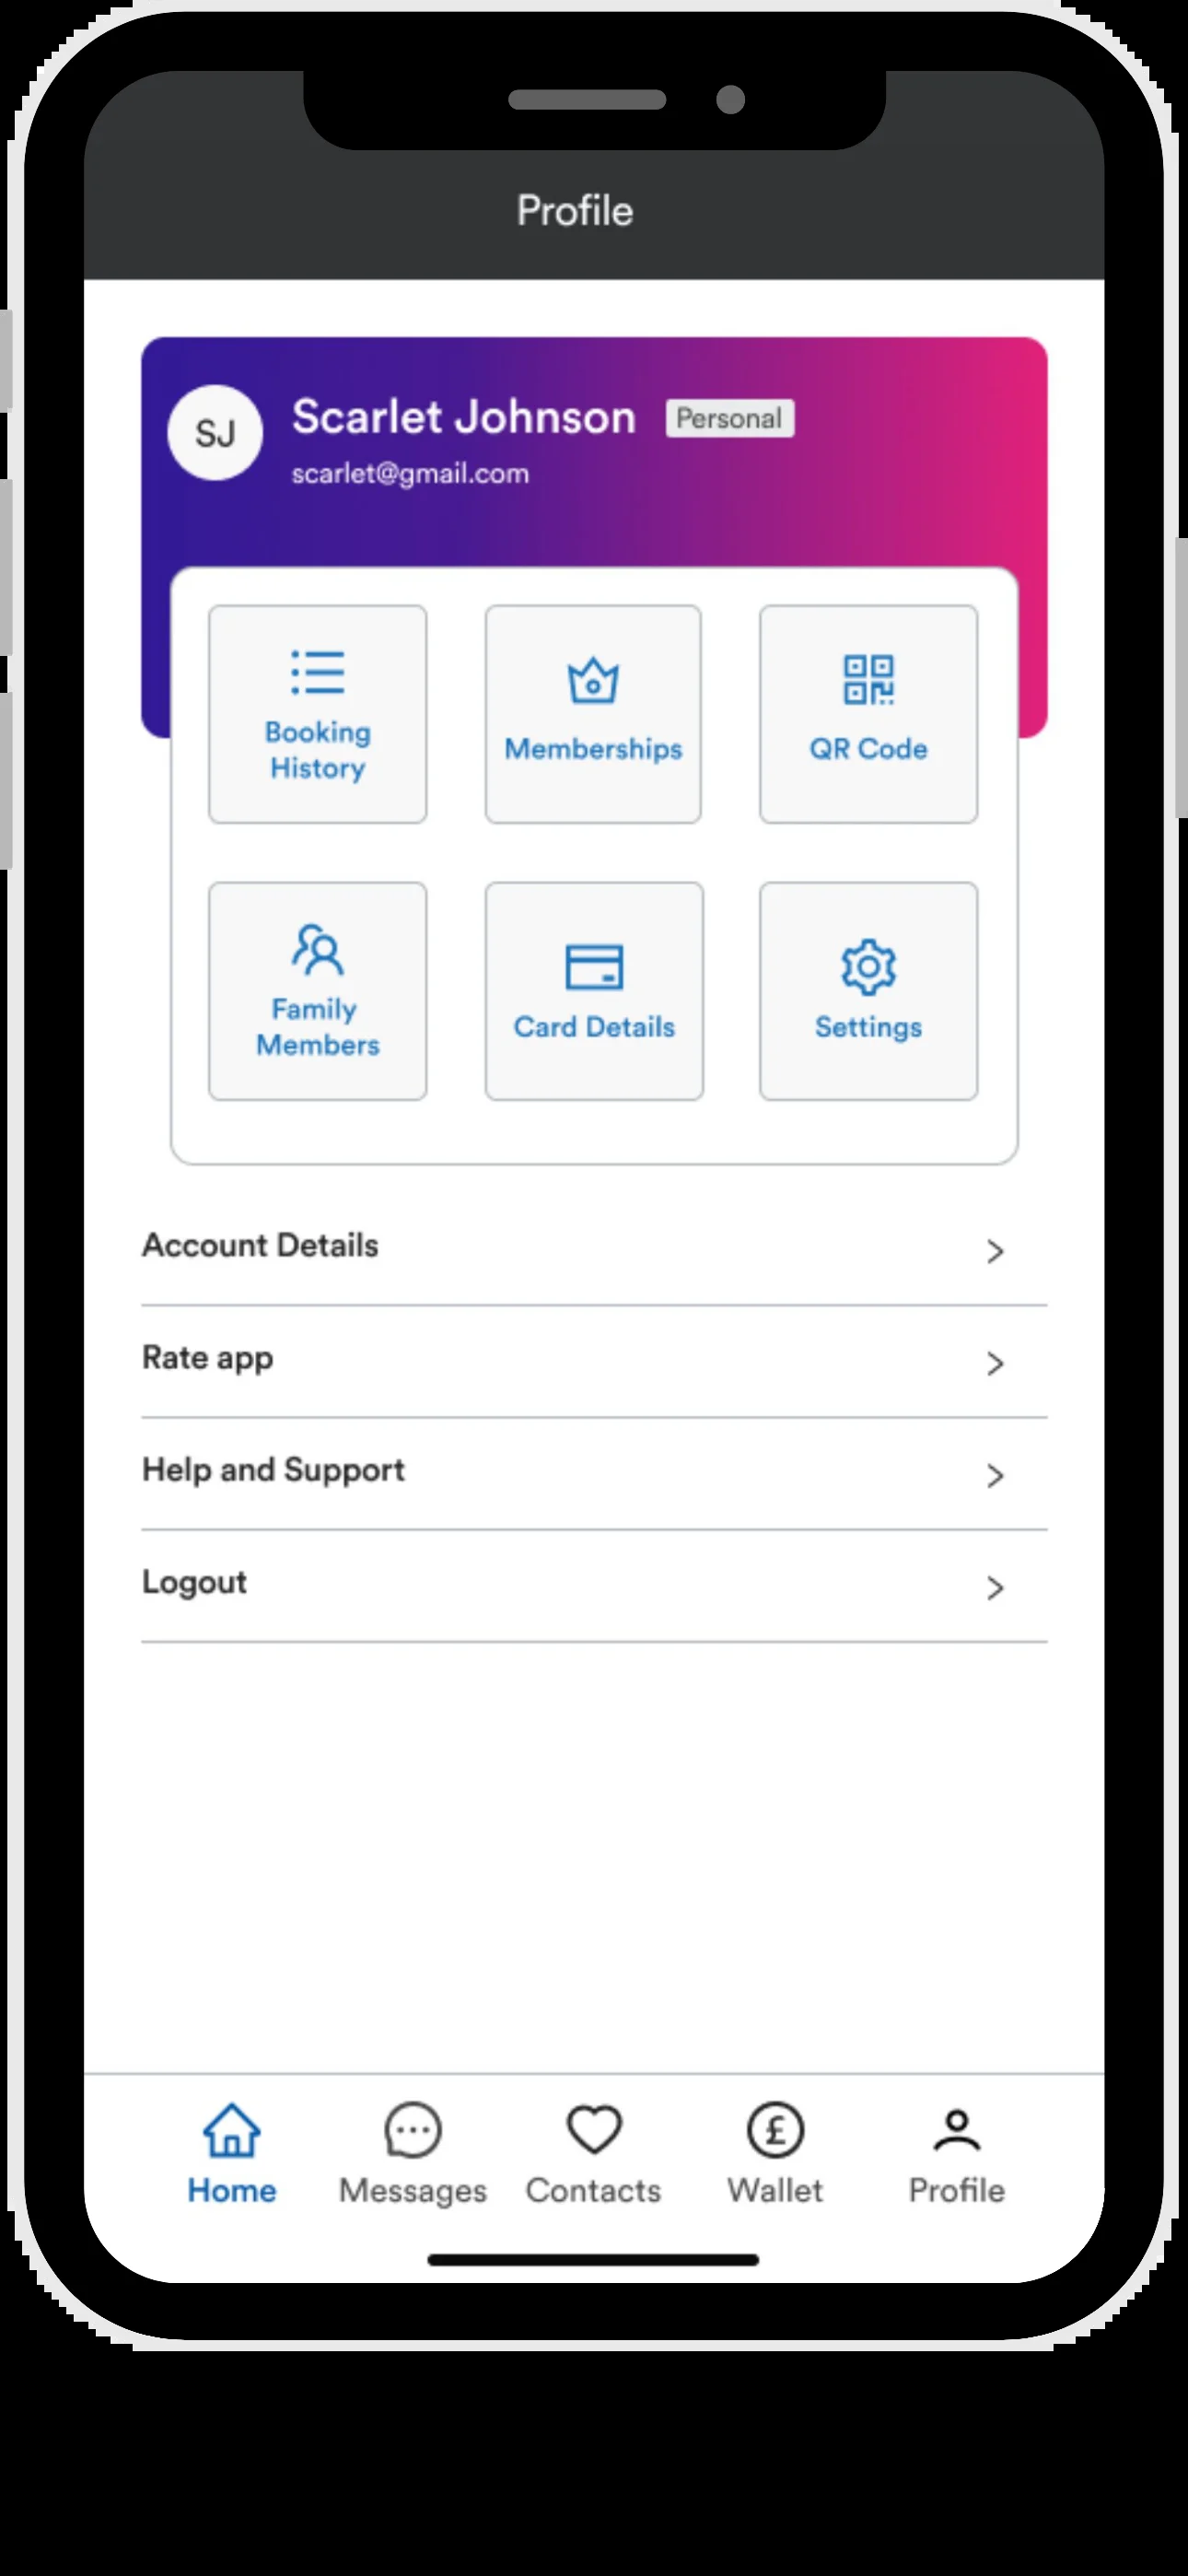 Profile
SJ
Scarlet Johnson Personal
scarlet@gmail.com
Booking
History
Memberships
QR Code
Family
Members
Card Details
Settings
Account Details
Rate app
Help and Support
Logout
Home Messages Contacts Wallet Profile